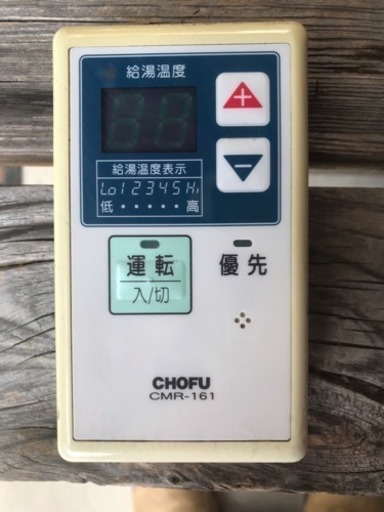 給湯温度
88
+
−
給湯温度表示
Lo 1 2 3 4 5 Hi
低 ・・・・・ 高
運転
入/切
優先
CHOFU
CMR-161